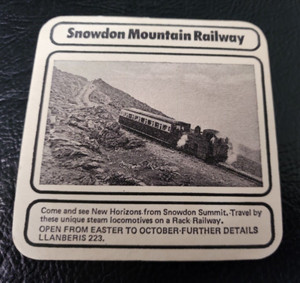 Snowdon Mountain Railway
Come and see New Horizons from Snowdon Summit. Travel by
these unique steam locomotives on a Rack Railway.
OPEN FROM EASTER TO OCTOBER·FURTHER DETAILS
LLANBERIS 223.